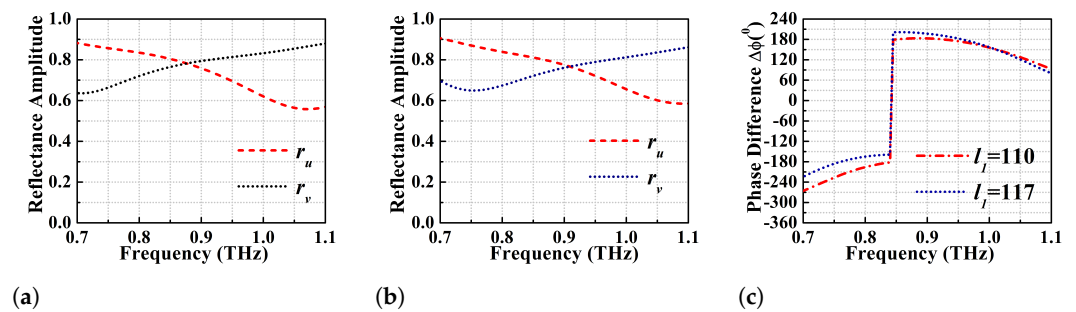 1.0
0.8
0.6
0.4
0.2
0.0
Reflectance Amplitude
r_u
r_v
0.7 0.8 0.9 1.0 1.1
Frequency (THz)
(a)
1.0
0.8
0.6
0.4
0.2
0.0
Reflectance Amplitude
r_u
r_v
0.7 0.8 0.9 1.0 1.1
Frequency (THz)
(b)
240
180
120
60
0
-60
-120
-180
-240
-300
-360
Phase Difference Δϕ(⁰
l_1=110
l_1=117
0.7 0.8 0.9 1.0 1.1
Frequency (THz)
(c)